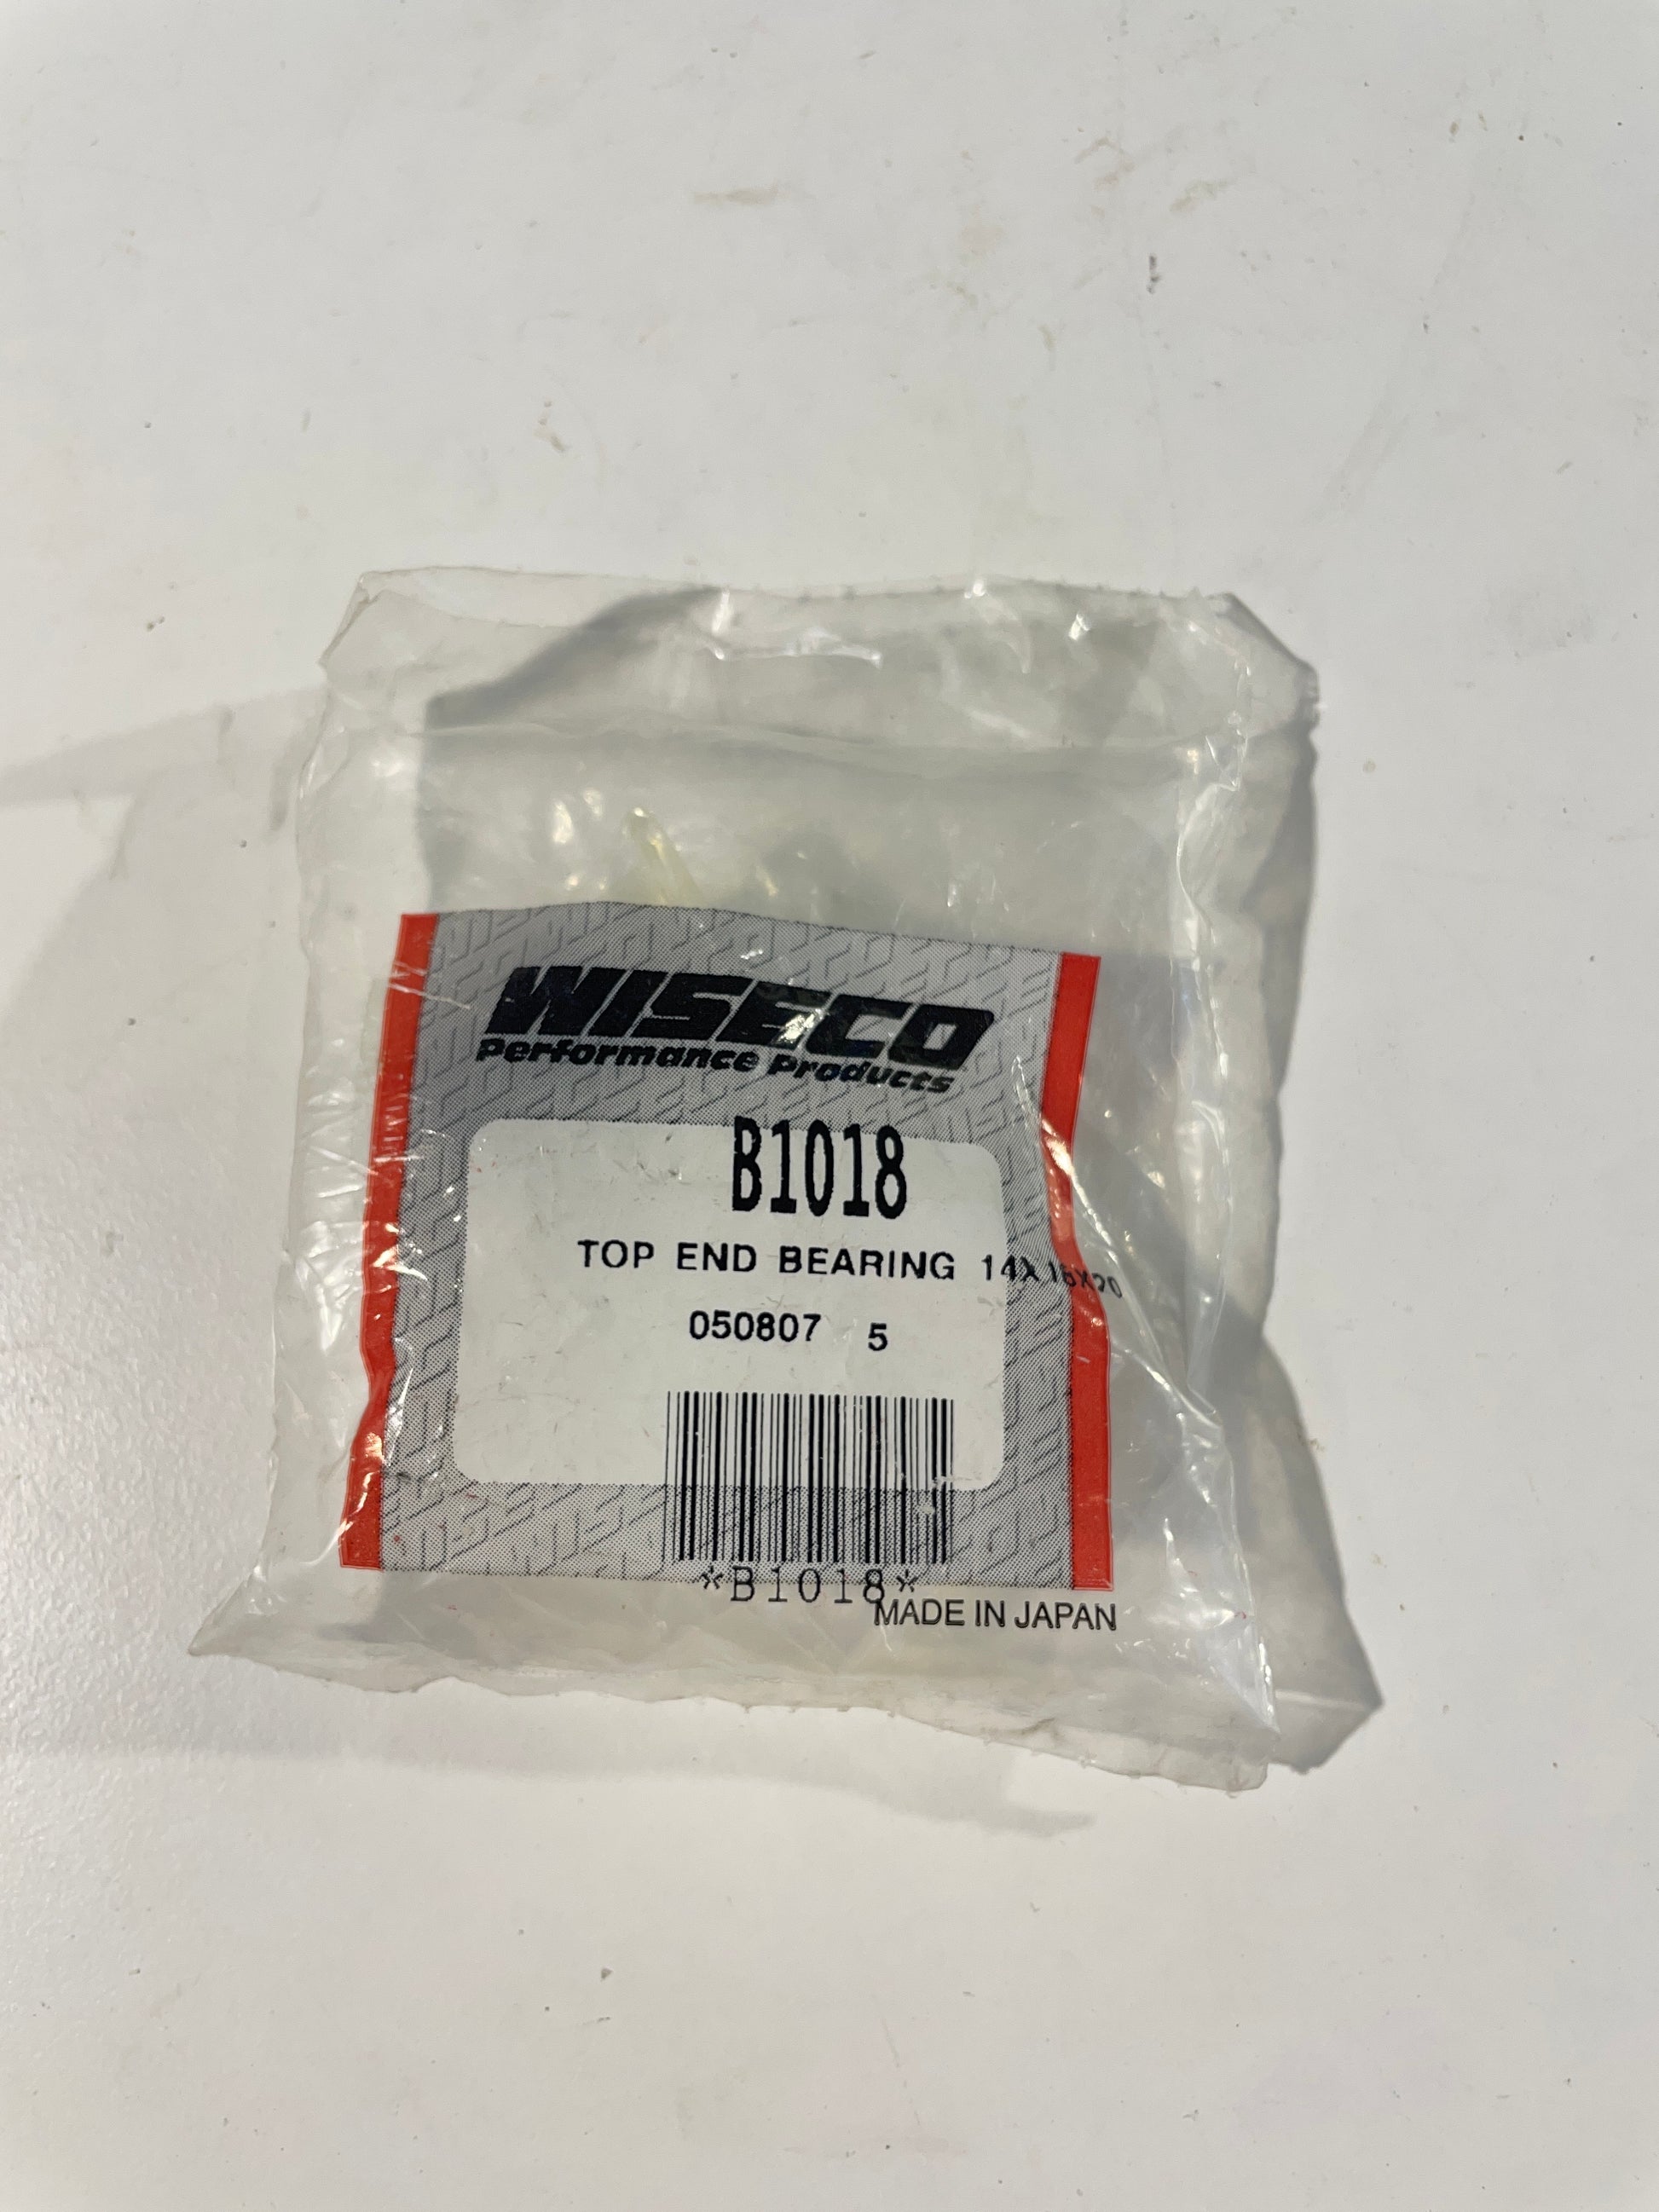 WISECO
Performance Products
B1018
TOP END BEARING 14X18X20
050807 5
*B1018*
MADE IN JAPAN